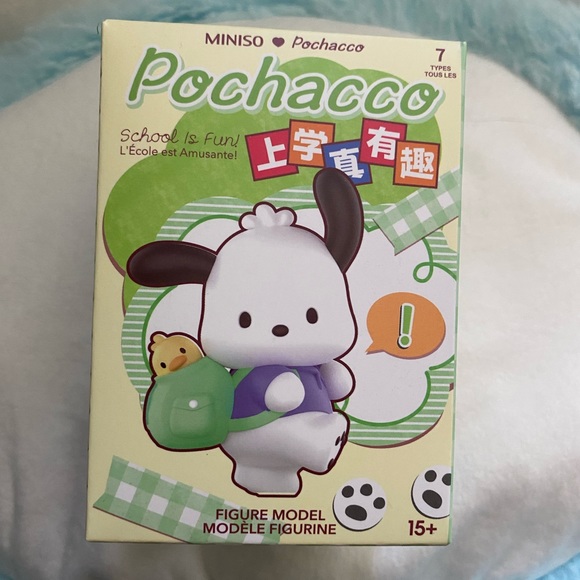 MINISO ♥ Pochacco
7
TYPES
TOUS LES
Pochacco
School Is Fun!
L'École est Amusante!
上学真有趣
!
FIGURE MODEL
MODÈLE FIGURINE
15+